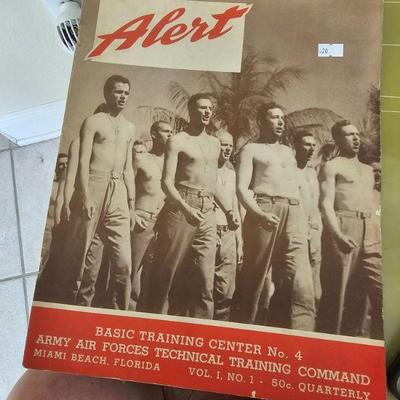 Alert
20
BASIC TRAINING CENTER No. 4
ARMY AIR FORCES TECHNICAL TRAINING COMMAND
MIAMI BEACH, FLORIDA VOL. I, NO. 1 - 50c. QUARTERLY